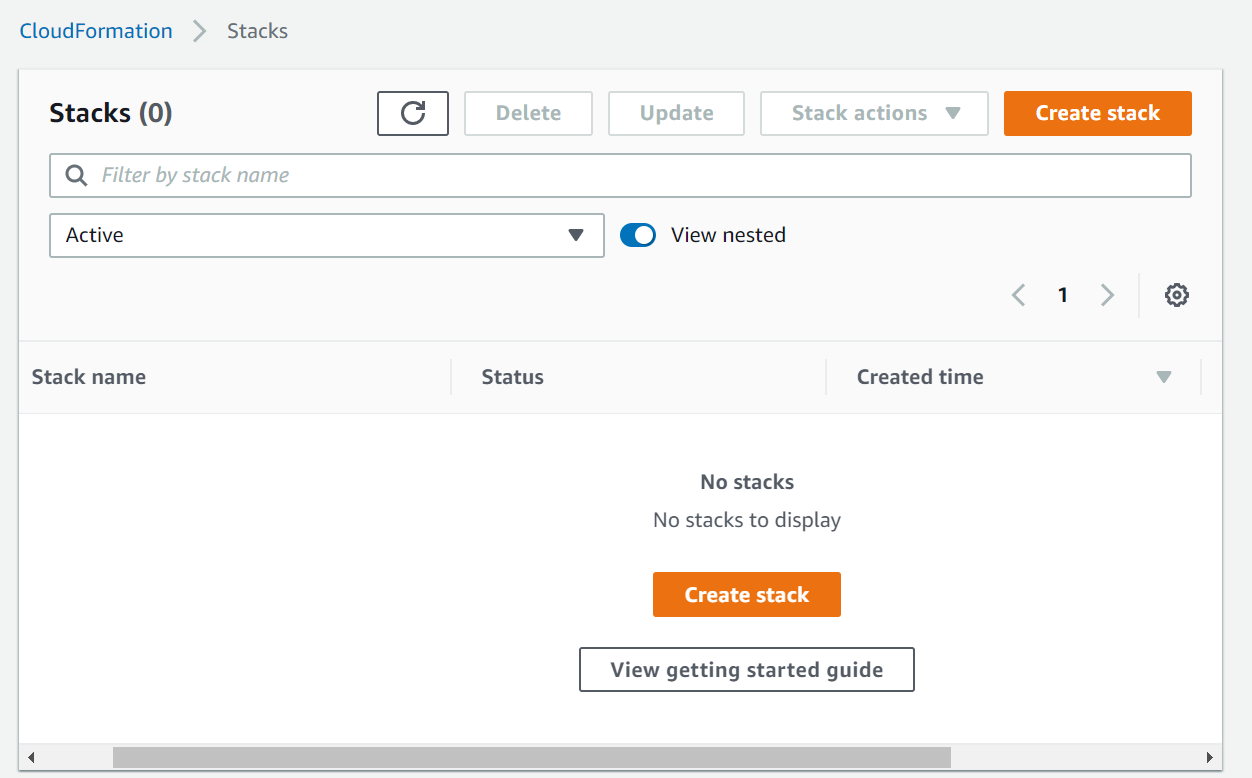 CloudFormation > Stacks
Stacks (0) Delete Update Stack actions Create stack
Filter by stack name
Active View nested
1
Stack name Status Created time
No stacks
No stacks to display
Create stack
View getting started guide